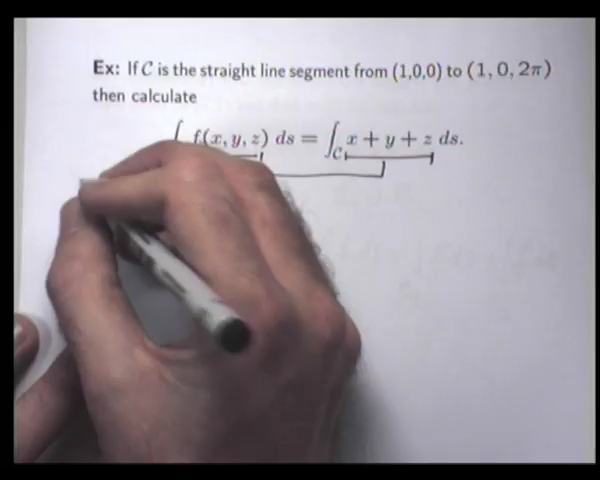 Ex: If C is the straight line segment from (1,0,0) to (1, 0, 2π)
then calculate
∫ f(x, y, z) ds = ∫_C x + y + z ds.